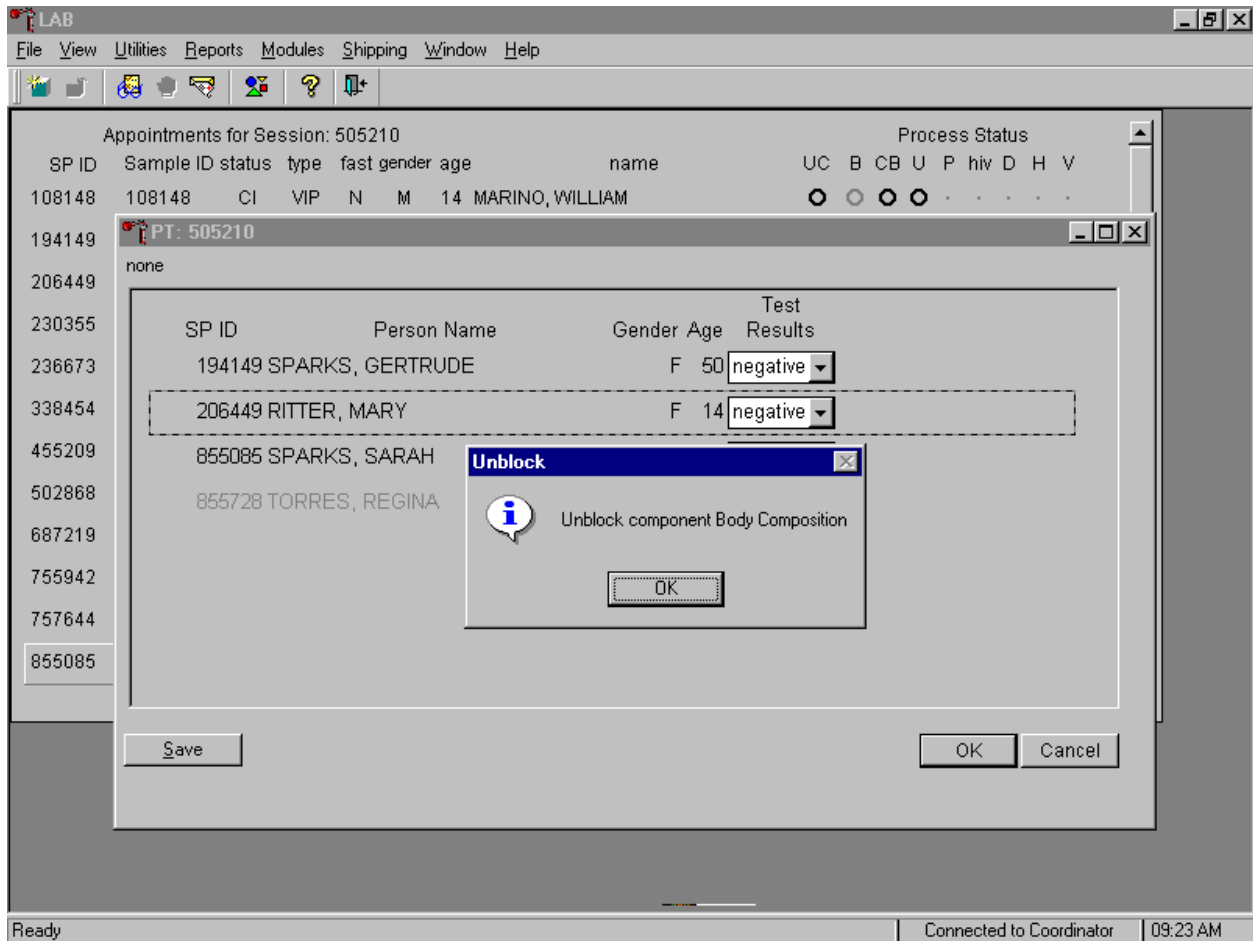 LAB
File View Utilities Reports Modules Shipping Window Help
Appointments for Session: 505210 Process Status
SP ID Sample ID status type fast gender age name UC B CB U P hiv D H V
108148 108148 CI VIP N M 14 MARINO, WILLIAM
194149
206449
230355
236673
338454
455209
502868
687219
755942
757644
855085
PT: 505210
none
Test
SP ID Person Name Gender Age Results
194149 SPARKS, GERTRUDE F 50 negative
206449 RITTER, MARY F 14 negative
855085 SPARKS, SARAH
855728 TORRES, REGINA
Unblock
Unblock component Body Composition
OK
Save OK Cancel
Ready Connected to Coordinator 09:23 AM